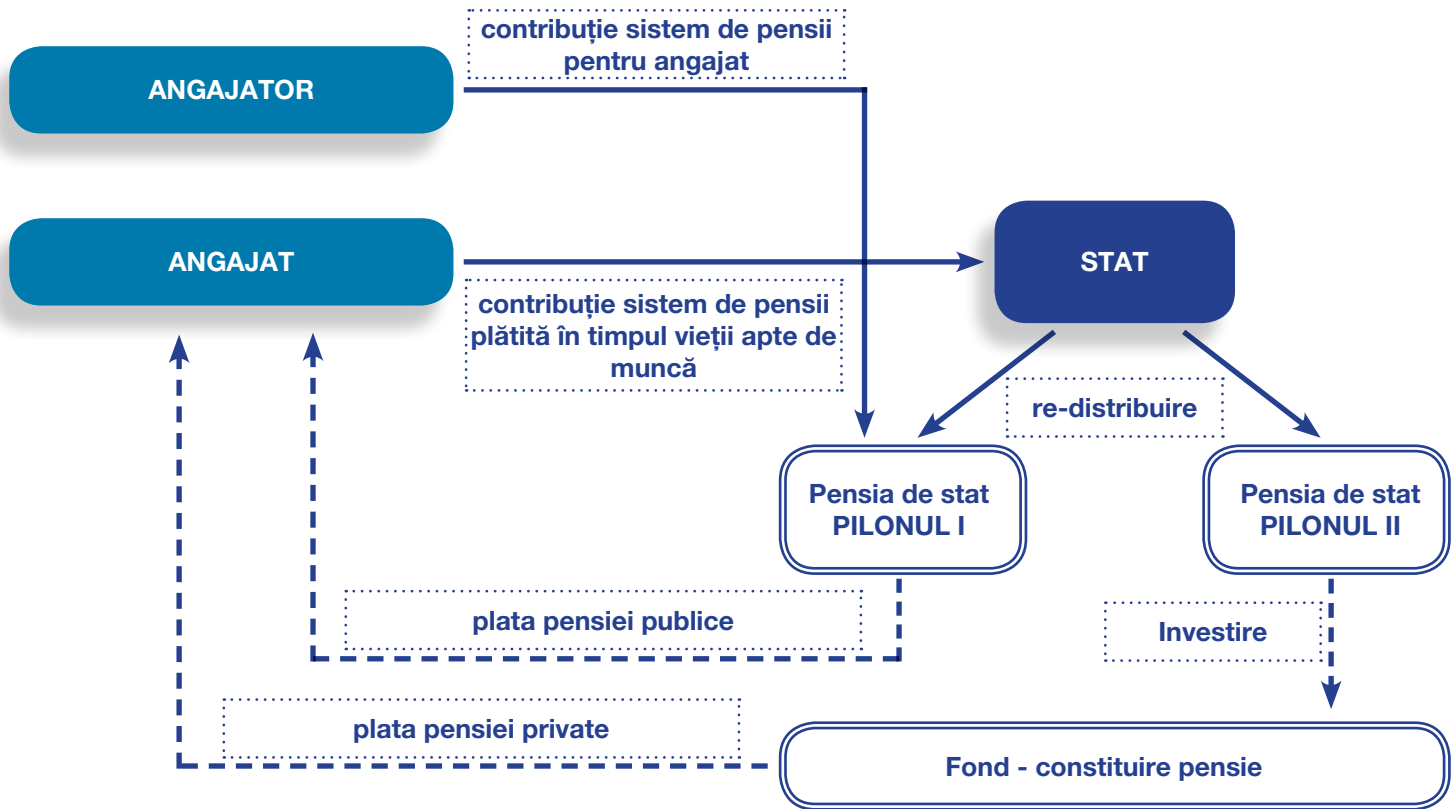 contribuție sistem de pensii
pentru angajat
ANGAJATOR
ANGAJAT
STAT
contribuție sistem de pensii
plătită în timpul vieții apte de
muncă
re-distribuire
Pensia de stat
PILONUL I
Pensia de stat
PILONUL II
plata pensiei publice
Investire
plata pensiei private
Fond - constituire pensie